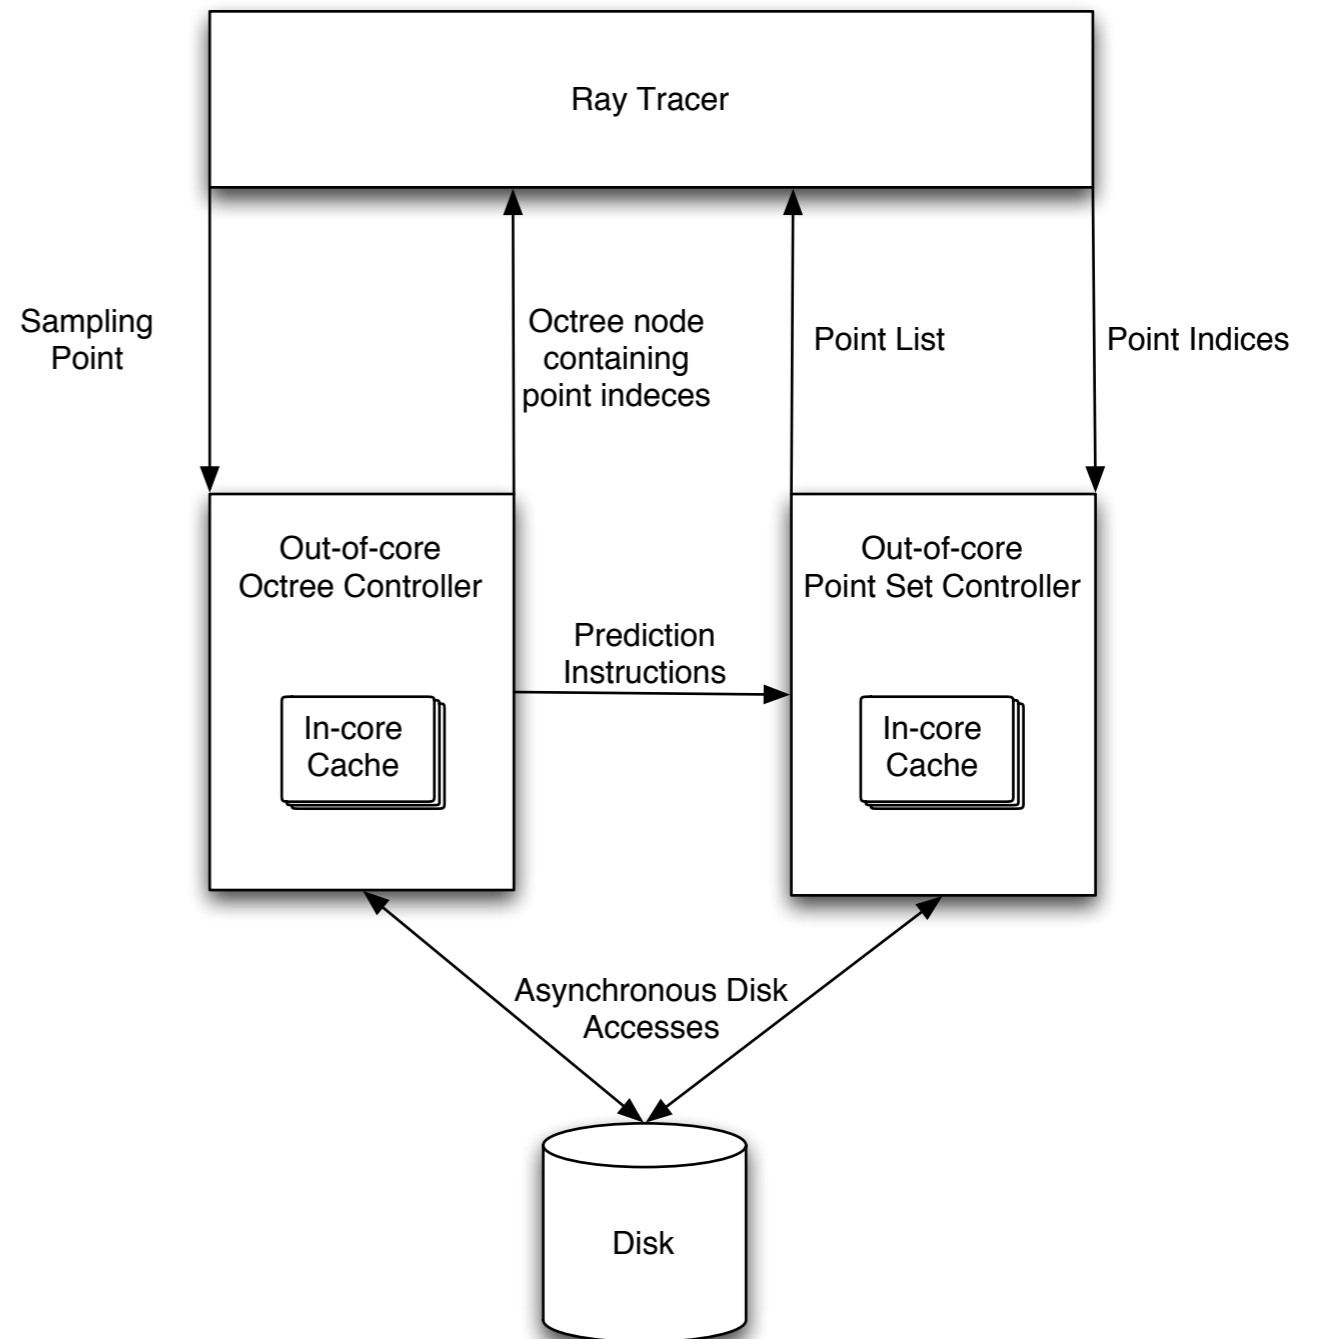 Ray Tracer
Sampling
Point
Octree node
containing
point indeces
Point List
Point Indices
Out-of-core
Octree Controller
Out-of-core
Point Set Controller
Prediction
Instructions
In-core
Cache
In-core
Cache
Asynchronous Disk
Accesses
Disk